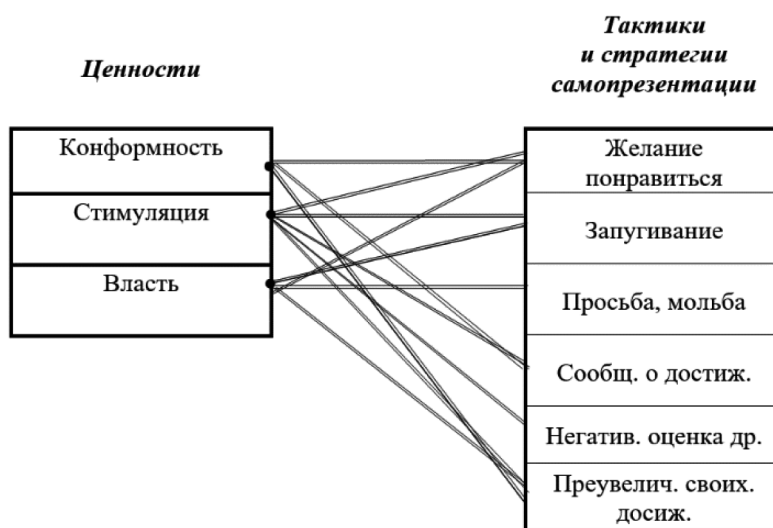 Ценности
Тактики
и стратегии
самопрезентации
Конформность
Стимуляция
Власть
Желание
понравиться
Запугивание
Просьба, мольба
Сообщ. о достиж.
Негатив. оценка др.
Преувелич. своих.
досиж.